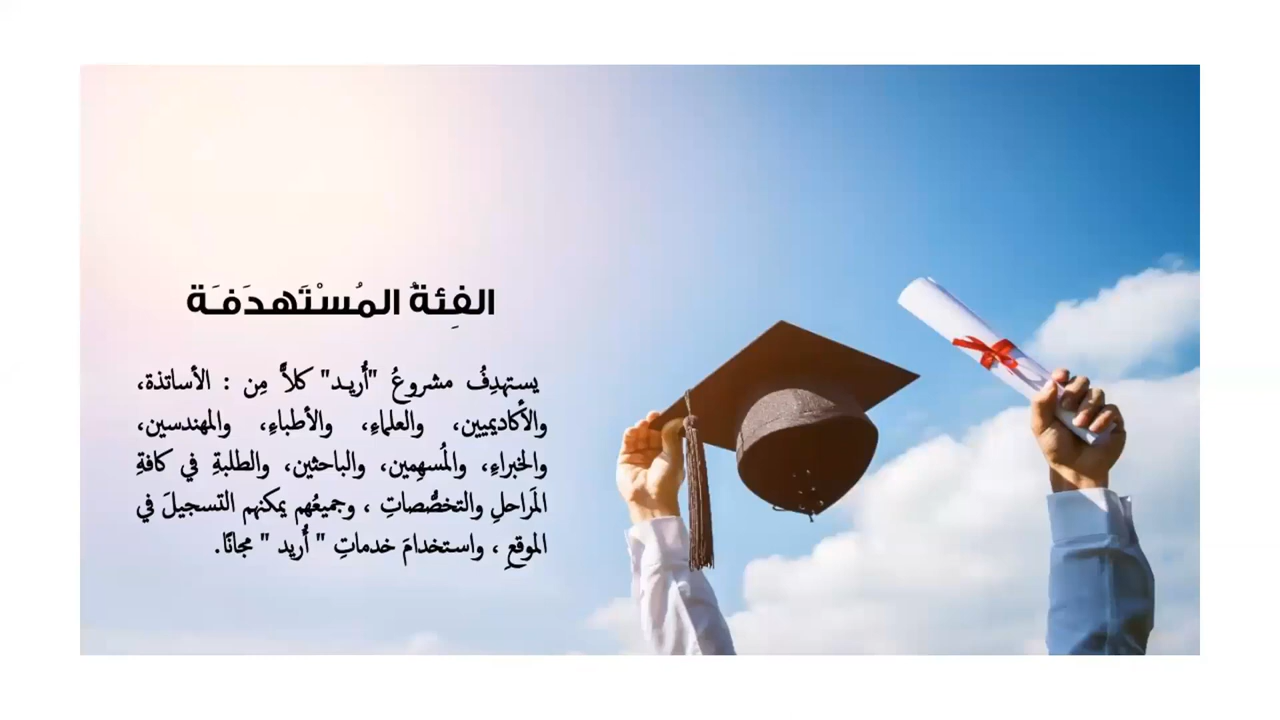 الفِئةُ المُسْتَهدَفَـة
يستهدِفُ مشروعُ "أُريـد" كلاًّ مِن : الأساتذة،
والأكاديميين، والعلماءِ، والأطباءِ، والمهندسين،
والخبراءِ، والمُسهِمين، والباحثين، والطلبةِ في كافةِ
المَراحلِ والتخصُّصاتِ ، وجميعُهم يمكنهم التسجيلَ في
الموقعِ ، واستخدامَ خدماتِ " أُريد " مجانًا.